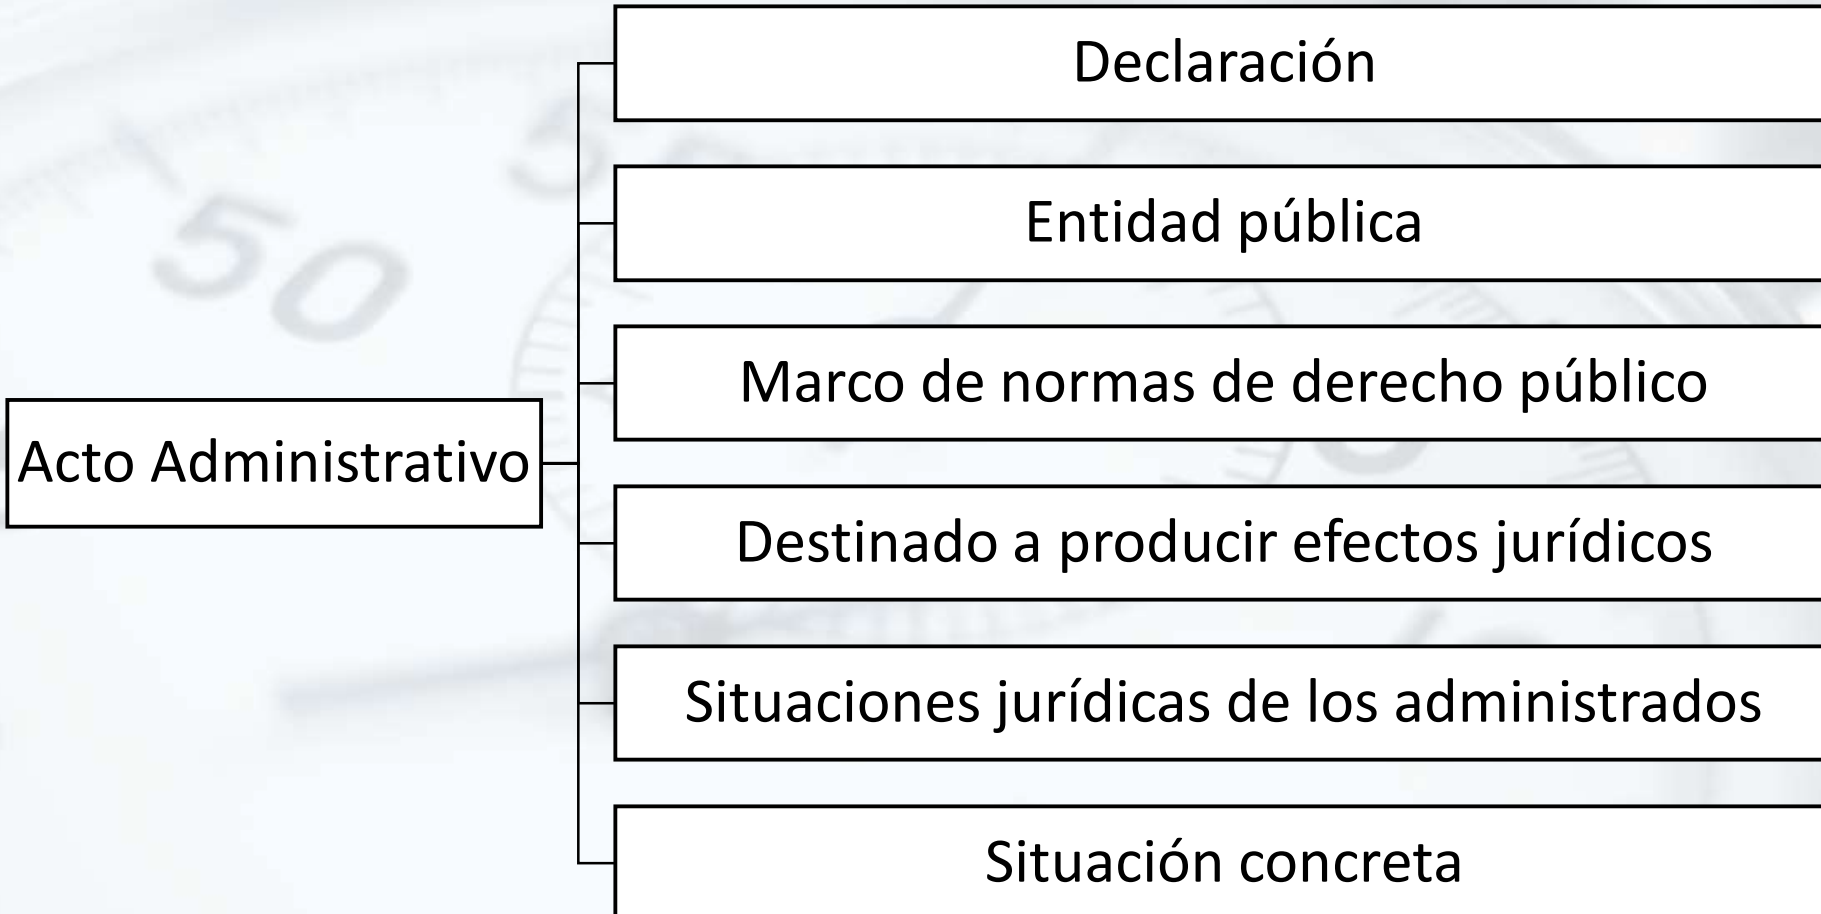 Declaración
Entidad pública
Marco de normas de derecho público
Acto Administrativo
Destinado a producir efectos jurídicos
Situaciones jurídicas de los administrados
Situación concreta
50